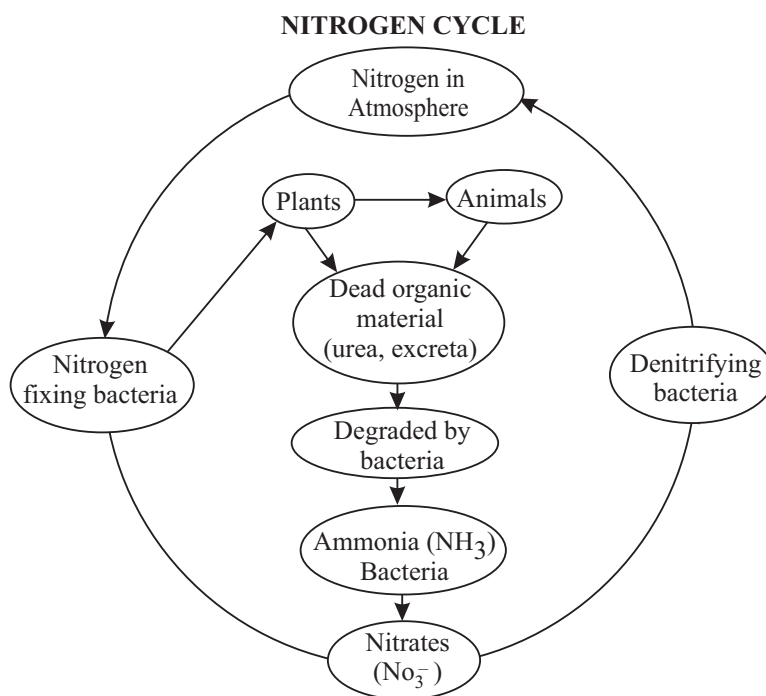 NITROGEN CYCLE
Nitrogen in
Atmosphere
Plants
Animals
Dead organic
material
(urea, excreta)
Nitrogen
fixing bacteria
Denitrifying
bacteria
Degraded by
bacteria
Ammonia (NH₃)
Bacteria
Nitrates
(No₃⁻)